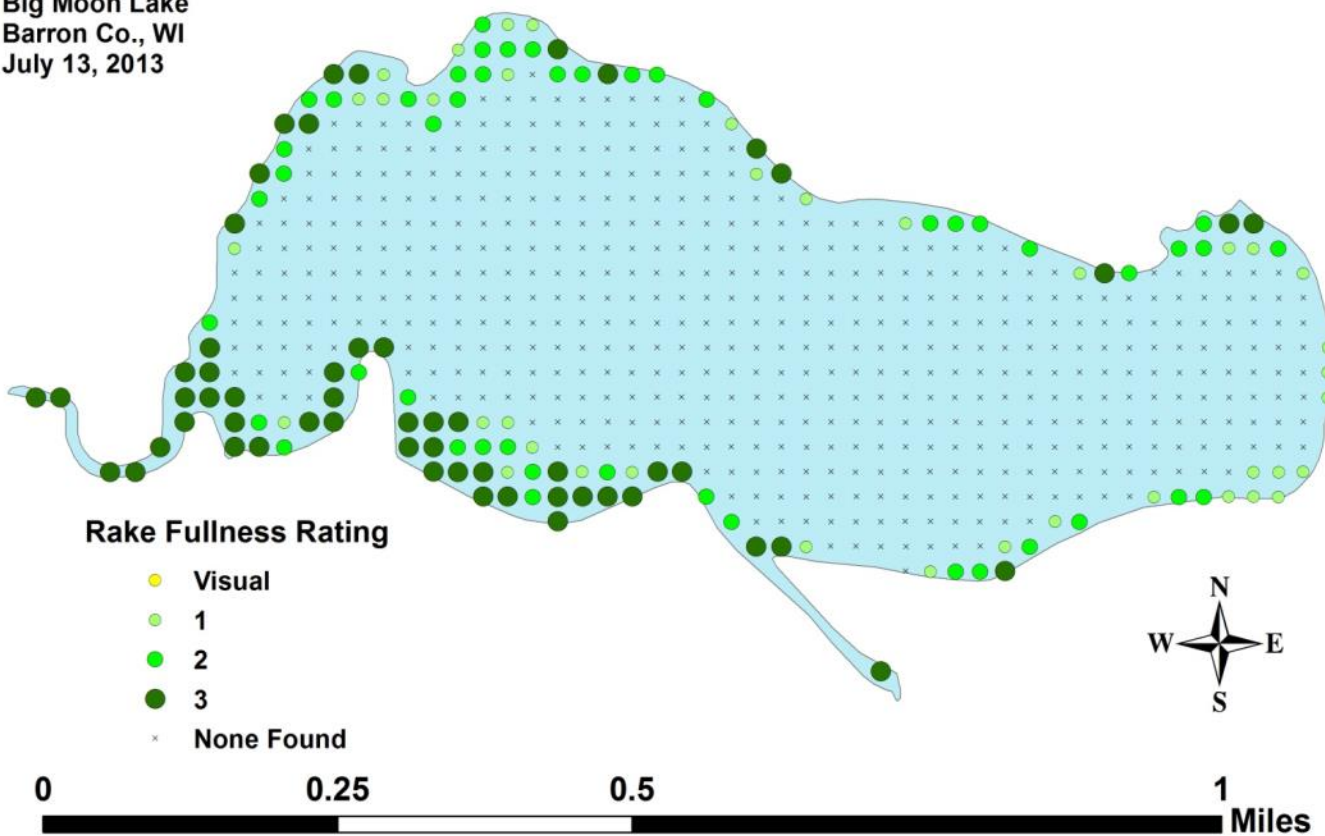 Big Moon Lake
Barron Co., WI
July 13, 2013
Rake Fullness Rating
Visual
1
2
3
None Found
N
W E
S
0 0.25 0.5 1
Miles